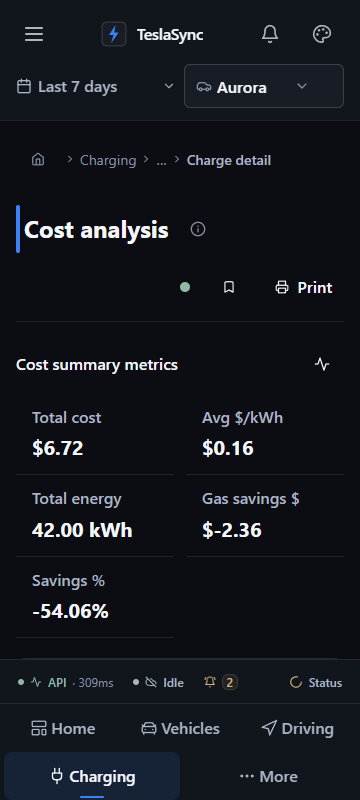 TeslaSync
Last 7 days Aurora
Charging ... Charge detail
Cost analysis
Print
Cost summary metrics
Total cost Avg $/kWh
$6.72 $0.16
Total energy Gas savings $
42.00 kWh $-2.36
Savings %
-54.06%
API · 309ms Idle 2 Status
Home Vehicles Driving
Charging More